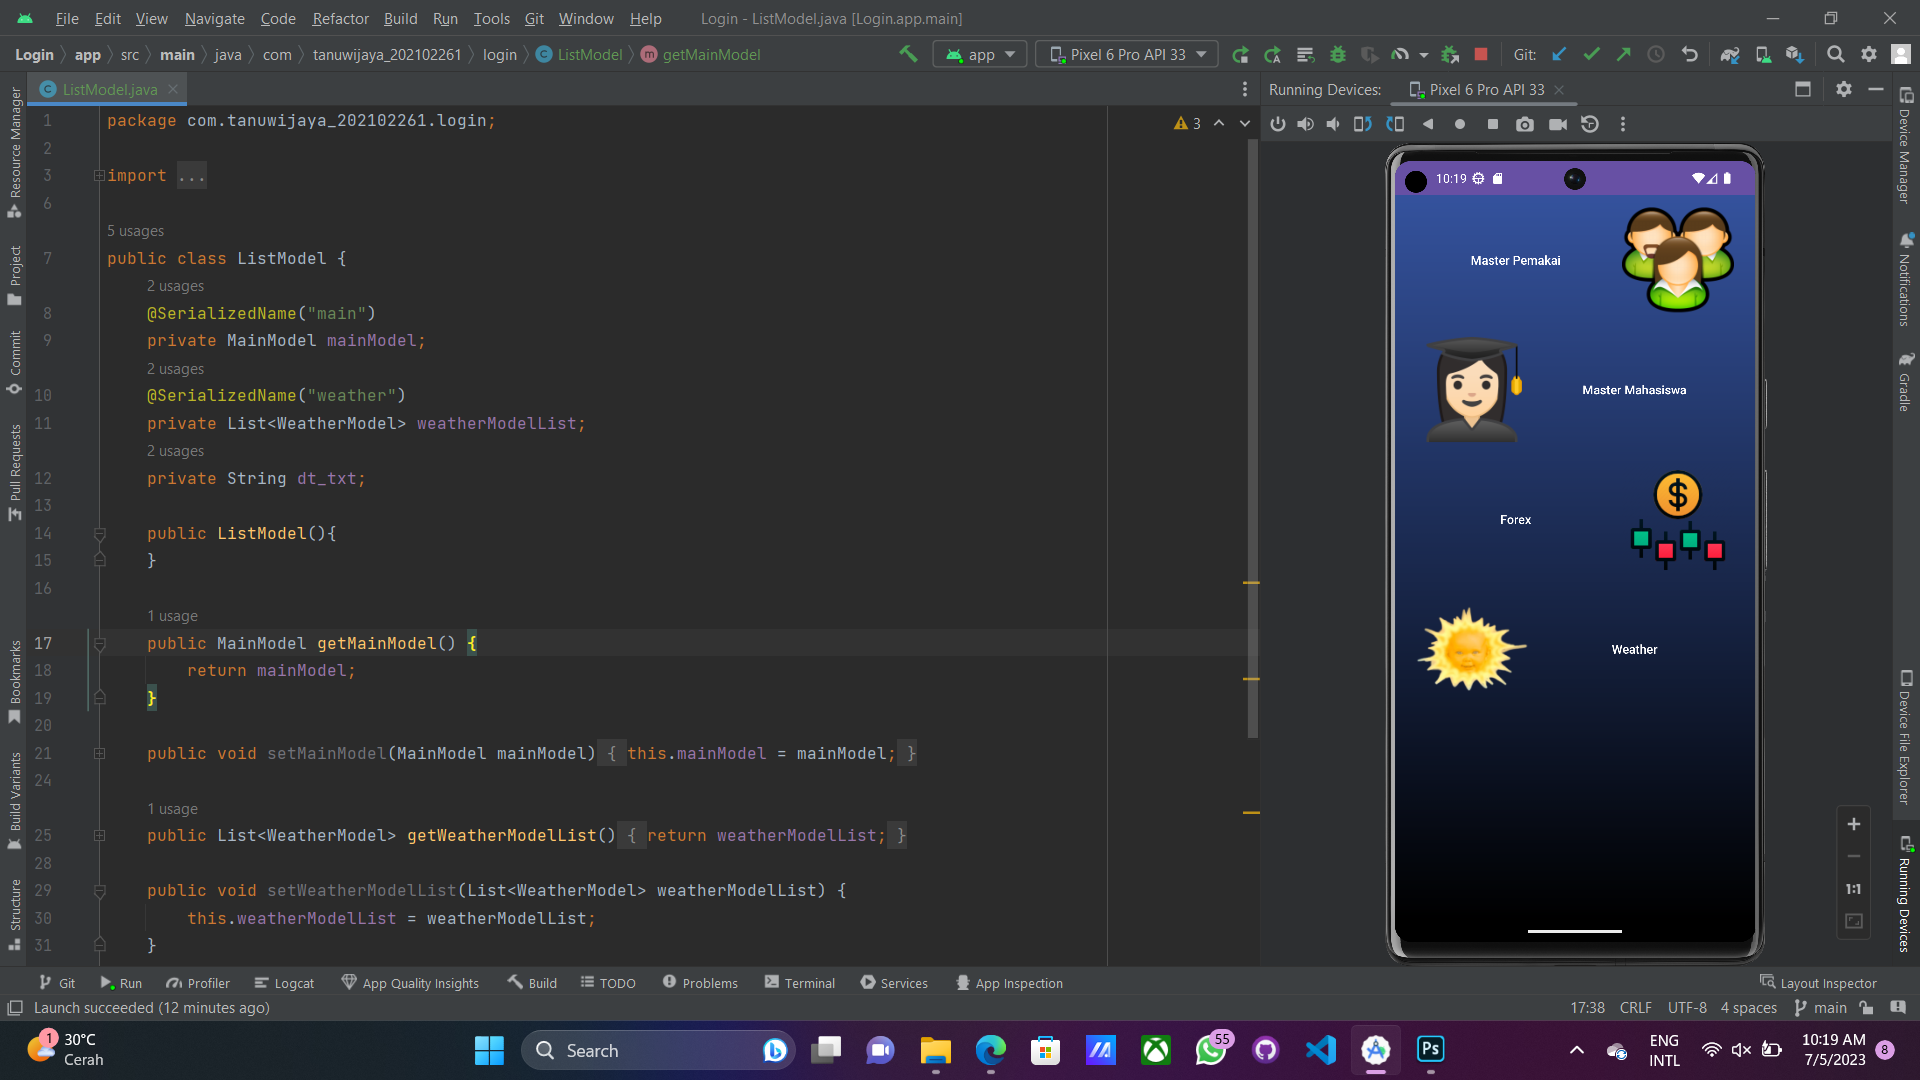 File Edit View Navigate Code Refactor Build Run Tools Git Window Help Login - ListModel.java [Login.app.main]
Login app src main java com tanuwijaya_202102261 login ListModel getMainModel app Pixel 6 Pro API 33 Git:
ListModel.java
Running Devices: Pixel 6 Pro API 33
Resource Manager
Project
Commit
Pull Requests
Bookmarks
Build Variants
Structure
3
1 package com.tanuwijaya_202102261.login;
2
3 import ...
6
5 usages
7 public class ListModel {
2 usages
8 @SerializedName("main")
9 private MainModel mainModel;
2 usages
10 @SerializedName("weather")
11 private List<WeatherModel> weatherModelList;
2 usages
12 private String dt_txt;
13
14 public ListModel(){
15 }
16
1 usage
17 public MainModel getMainModel() {
18 return mainModel;
19 }
20
21 public void setMainModel(MainModel mainModel) { this.mainModel = mainModel; }
24
1 usage
25 public List<WeatherModel> getWeatherModelList() { return weatherModelList; }
28
29 public void setWeatherModelList(List<WeatherModel> weatherModelList) {
30 this.weatherModelList = weatherModelList;
31 }
10:19
Master Pemakai
Master Mahasiswa
Forex
Weather
1:1
Device Manager
Notifications
Gradle
Device File Explorer
Running Devices
Git Run Profiler Logcat App Quality Insights Build TODO Problems Terminal Services App Inspection Layout Inspector
Launch succeeded (12 minutes ago) 17:38 CRLF UTF-8 4 spaces main
1
30°C
Cerah
Search
55
Ps
ENG
INTL
10:19 AM
7/5/2023
8